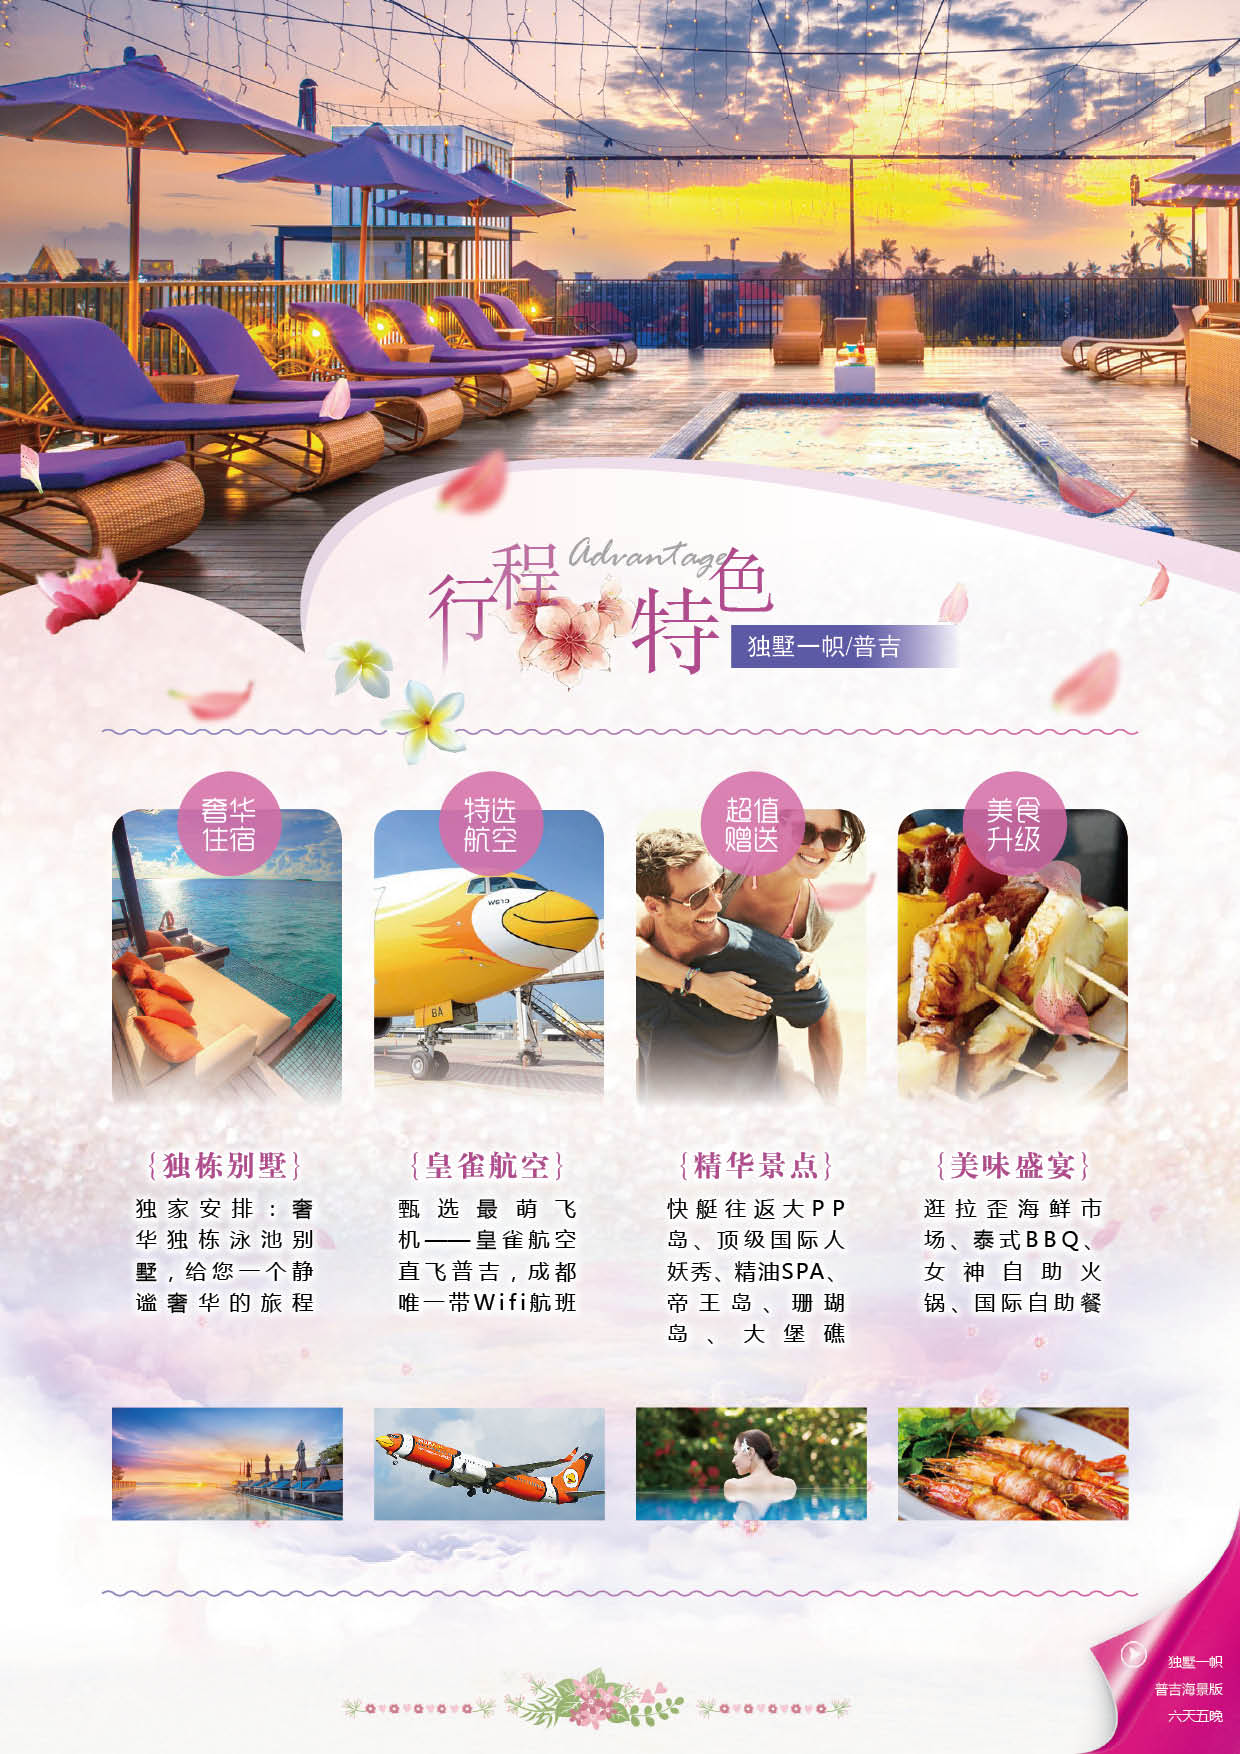 行程特色
Advantage
独墅一帜/普吉
奢华
住宿
特选
航空
超值
赠送
美食
升级
BA
{独栋别墅}
独家安排：奢
华独栋泳池别
墅，给您一个静
谧奢华的旅程
{皇雀航空}
甄选最萌飞
机——皇雀航空
直飞普吉，成都
唯一带Wifi航班
{精华景点}
快艇往返大PP
岛、顶级国际人
妖秀、精油SPA、
帝王岛、珊瑚
岛、大堡礁
{美味盛宴}
逛拉歪海鲜市
场、泰式BBQ、
女神自助火
锅、国际自助餐
独墅一帜
普吉海景版
六天五晚